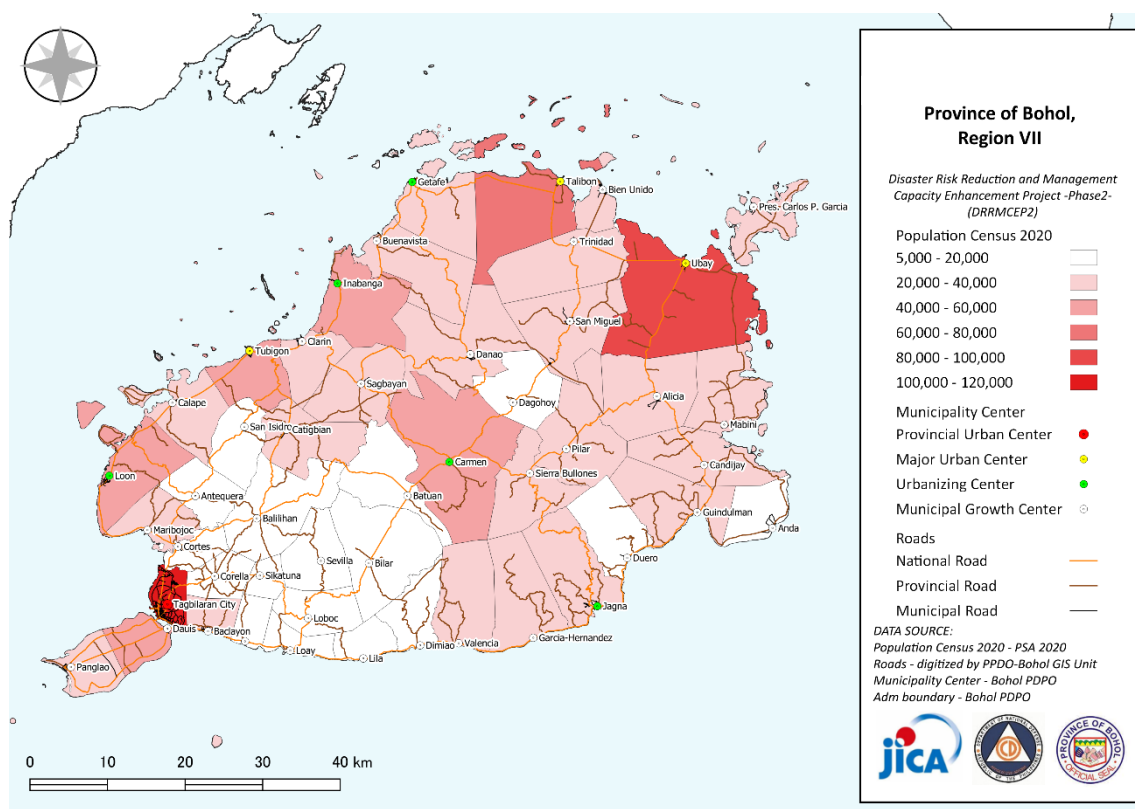 Province of Bohol,
Region VII
Disaster Risk Reduction and Management
Capacity Enhancement Project -Phase2-
(DRRMCEP2)
Population Census 2020
5,000 - 20,000
20,000 - 40,000
40,000 - 60,000
60,000 - 80,000
80,000 - 100,000
100,000 - 120,000
Municipality Center
Provincial Urban Center
Major Urban Center
Urbanizing Center
Municipal Growth Center
Roads
National Road
Provincial Road
Municipal Road
DATA SOURCE:
Population Census 2020 - PSA 2020
Roads - digitized by PPDO-Bohol GIS Unit
Municipality Center - Bohol PDPO
Adm boundary - Bohol PDPO
JICA
PROVINCE OF BOHOL
OFFICIAL SEAL
Getafe
Talibon
Bien Unido
Pres. Carlos P. Garcia
Buenavista
Trinidad
Ubay
Inabanga
San Miguel
Clarin
Tubigon
Danao
Sagbayan
Dagohoy
Alicia
Calape
San Isidro
Catigbian
Mabini
Pilar
Carmen
Candijay
Sierra Bullones
Loon
Antequera
Batuan
Guindulman
Balilihan
Anda
Maribojoc
Cortes
Duero
Sevilla
Bilar
Corella
Sikatuna
Tagbilaran City
Jagna
Loboc
Dauis
Baclayon
Garcia-Hernandez
Dimiao
Valencia
Loay
Lila
Panglao
0
10
20
30
40 km